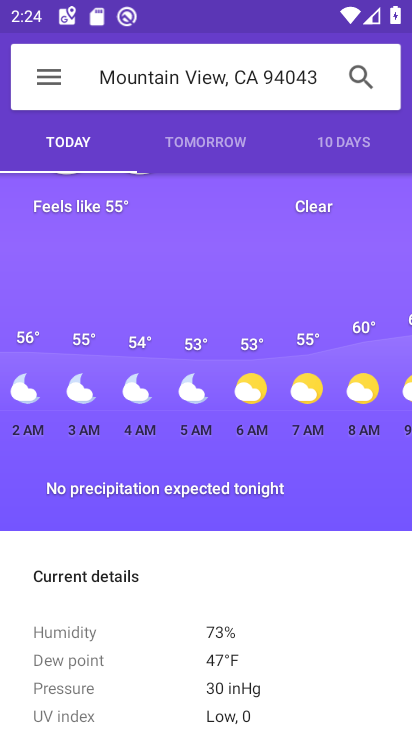 2:24
Mountain View, CA 94043
TODAY TOMORROW 10 DAYS
Feels like 55° Clear
56° 55° 54° 53° 53° 55° 60°
2 AM 3 AM 4 AM 5 AM 6 AM 7 AM 8 AM 9
No precipitation expected tonight
Current details
Humidity 73%
Dew point 47°F
Pressure 30 inHg
UV index Low, 0